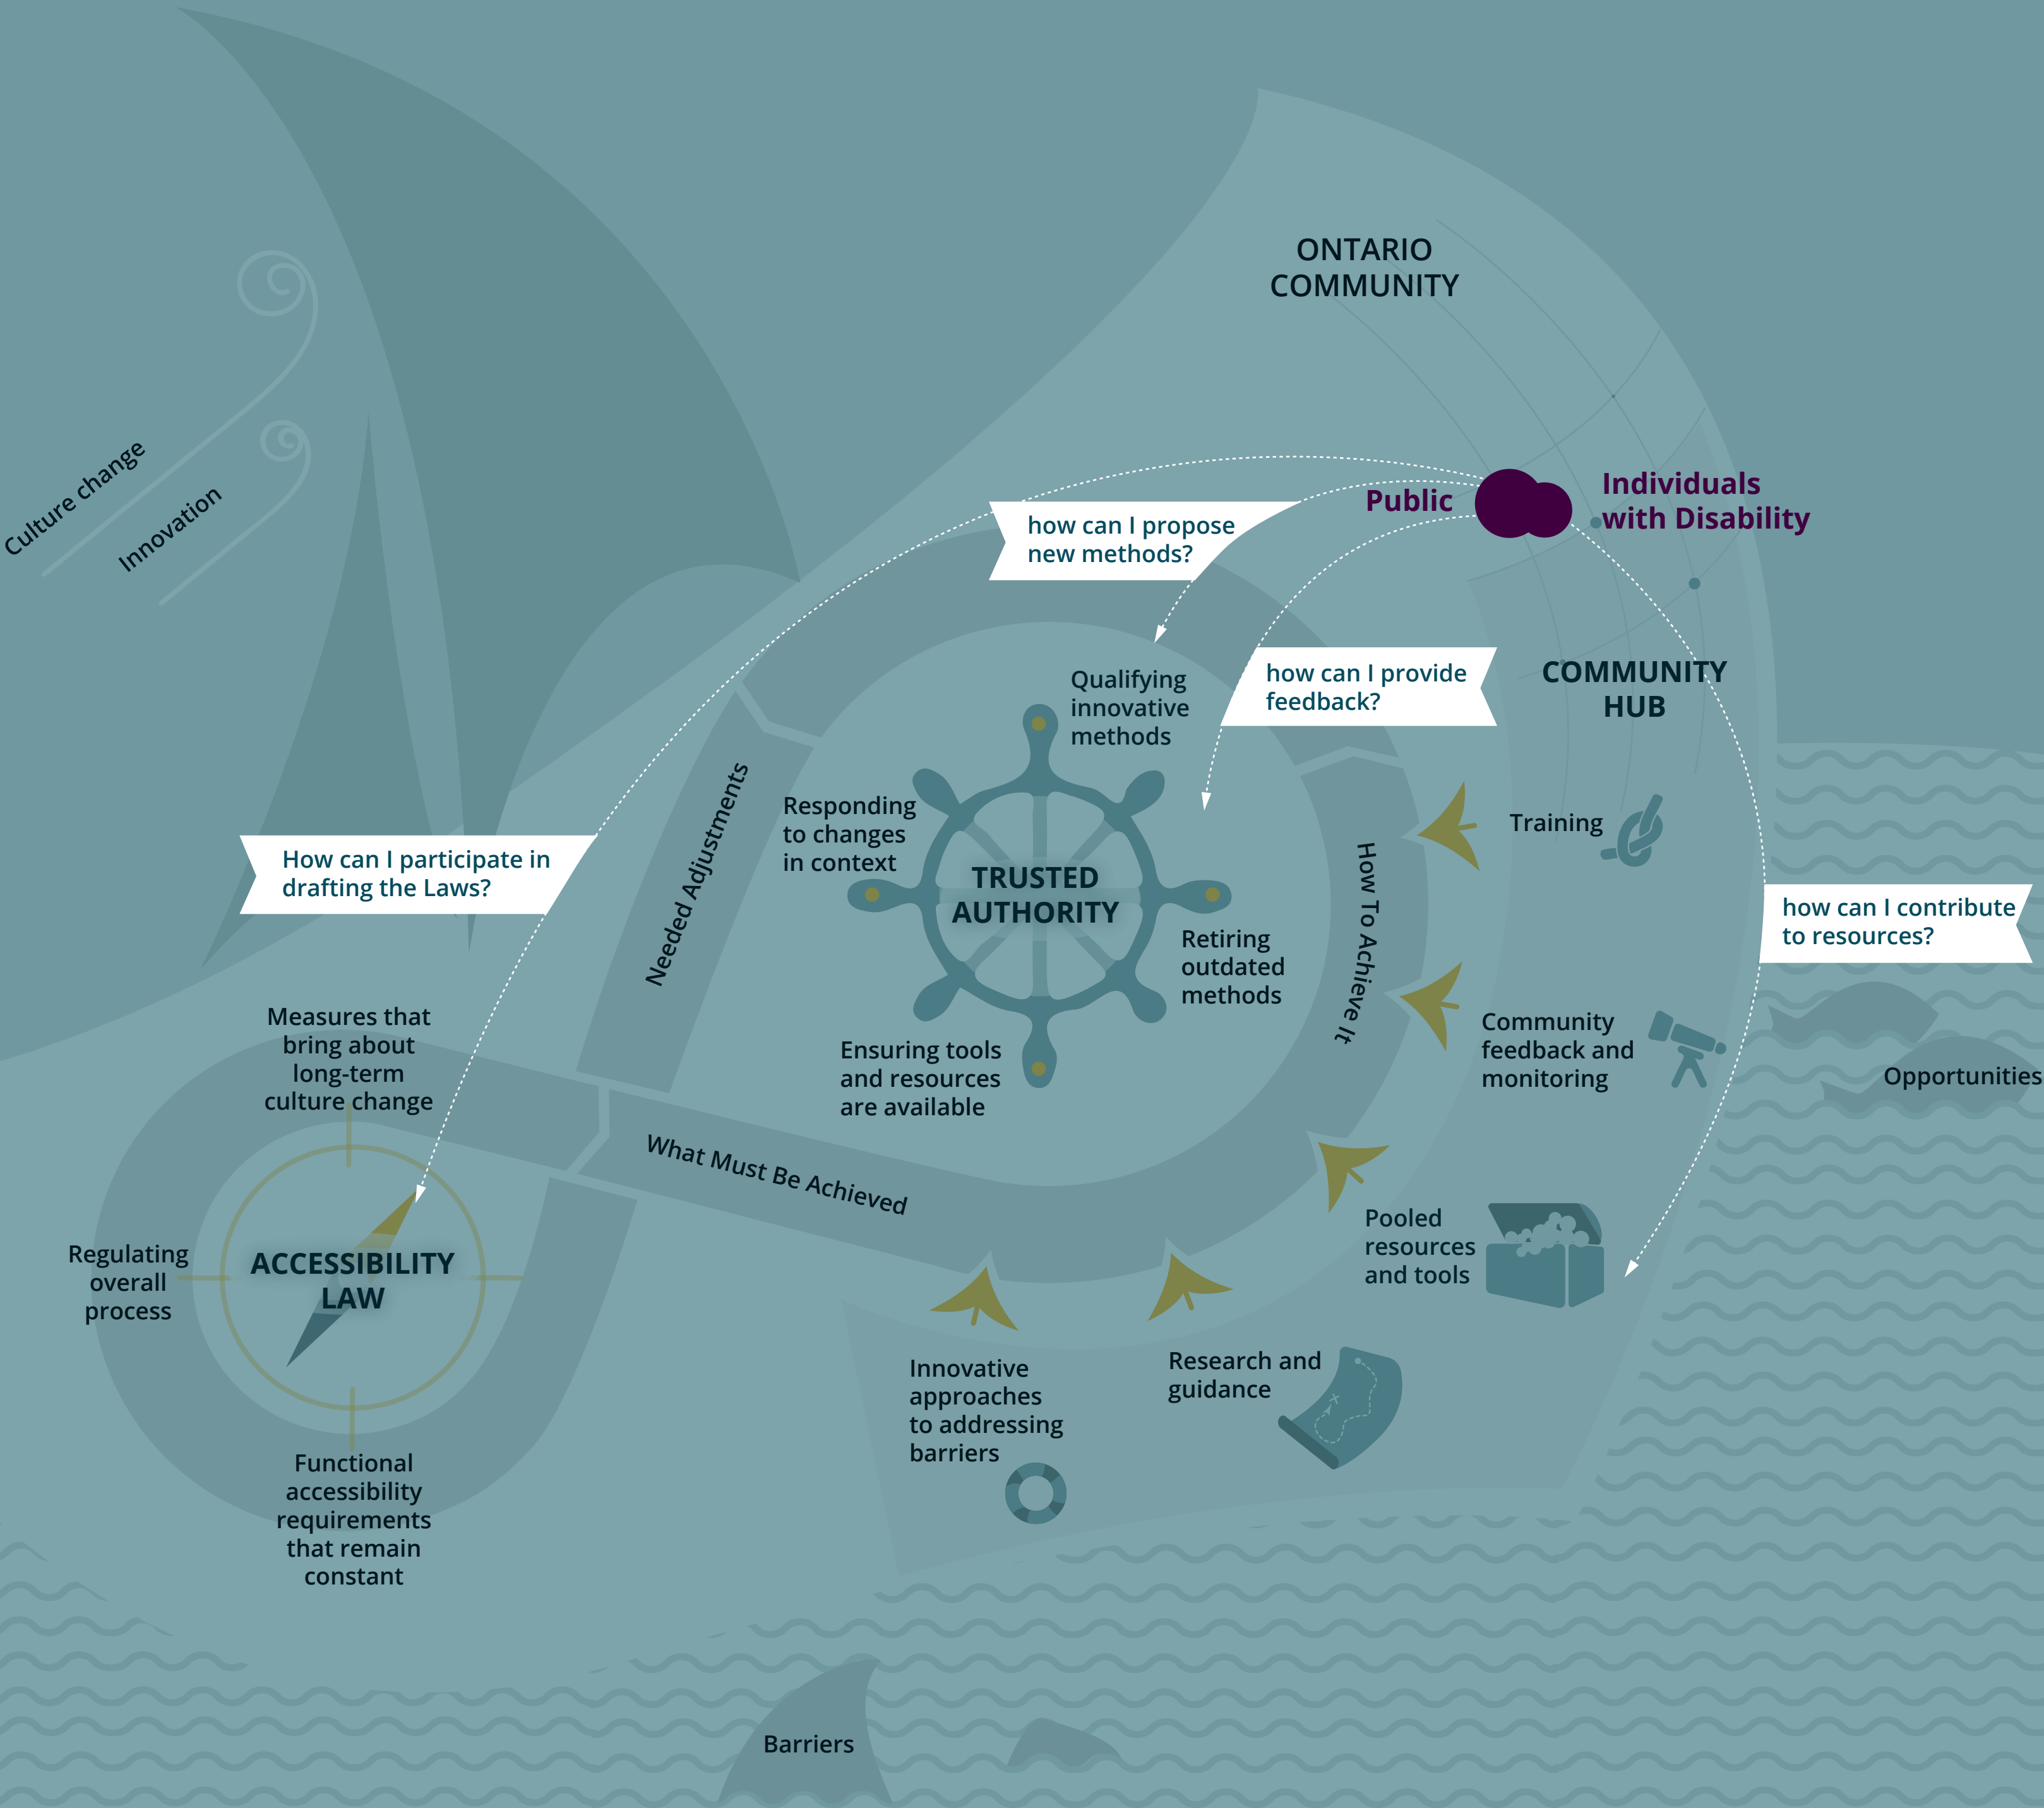 ONTARIO
COMMUNITY
Culture change
Innovation
Public
Individuals
with Disability
how can I propose
new methods?
how can I provide
feedback?
COMMUNITY
HUB
Qualifying
innovative
methods
Responding
to changes
in context
Needed Adjustments
How To Achieve It
Training
TRUSTED
AUTHORITY
How can I participate in
drafting the Laws?
how can I contribute
to resources?
Retiring
outdated
methods
Ensuring tools
and resources
are available
Community
feedback and
monitoring
Opportunities
Measures that
bring about
long-term
culture change
What Must Be Achieved
Regulating
overall
process
ACCESSIBILITY
LAW
Pooled
resources
and tools
Innovative
approaches
to addressing
barriers
Research and
guidance
Functional
accessibility
requirements
that remain
constant
Barriers